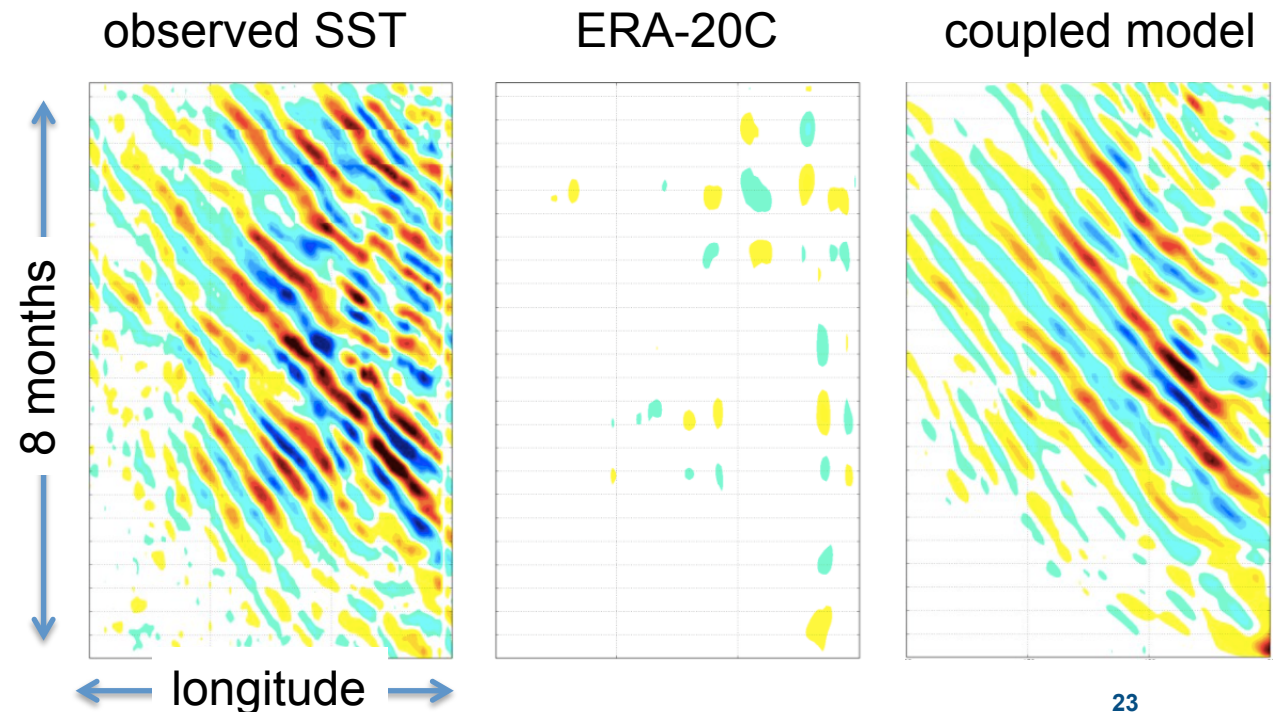 observed SST
ERA-20C
coupled model
8 months
longitude
23